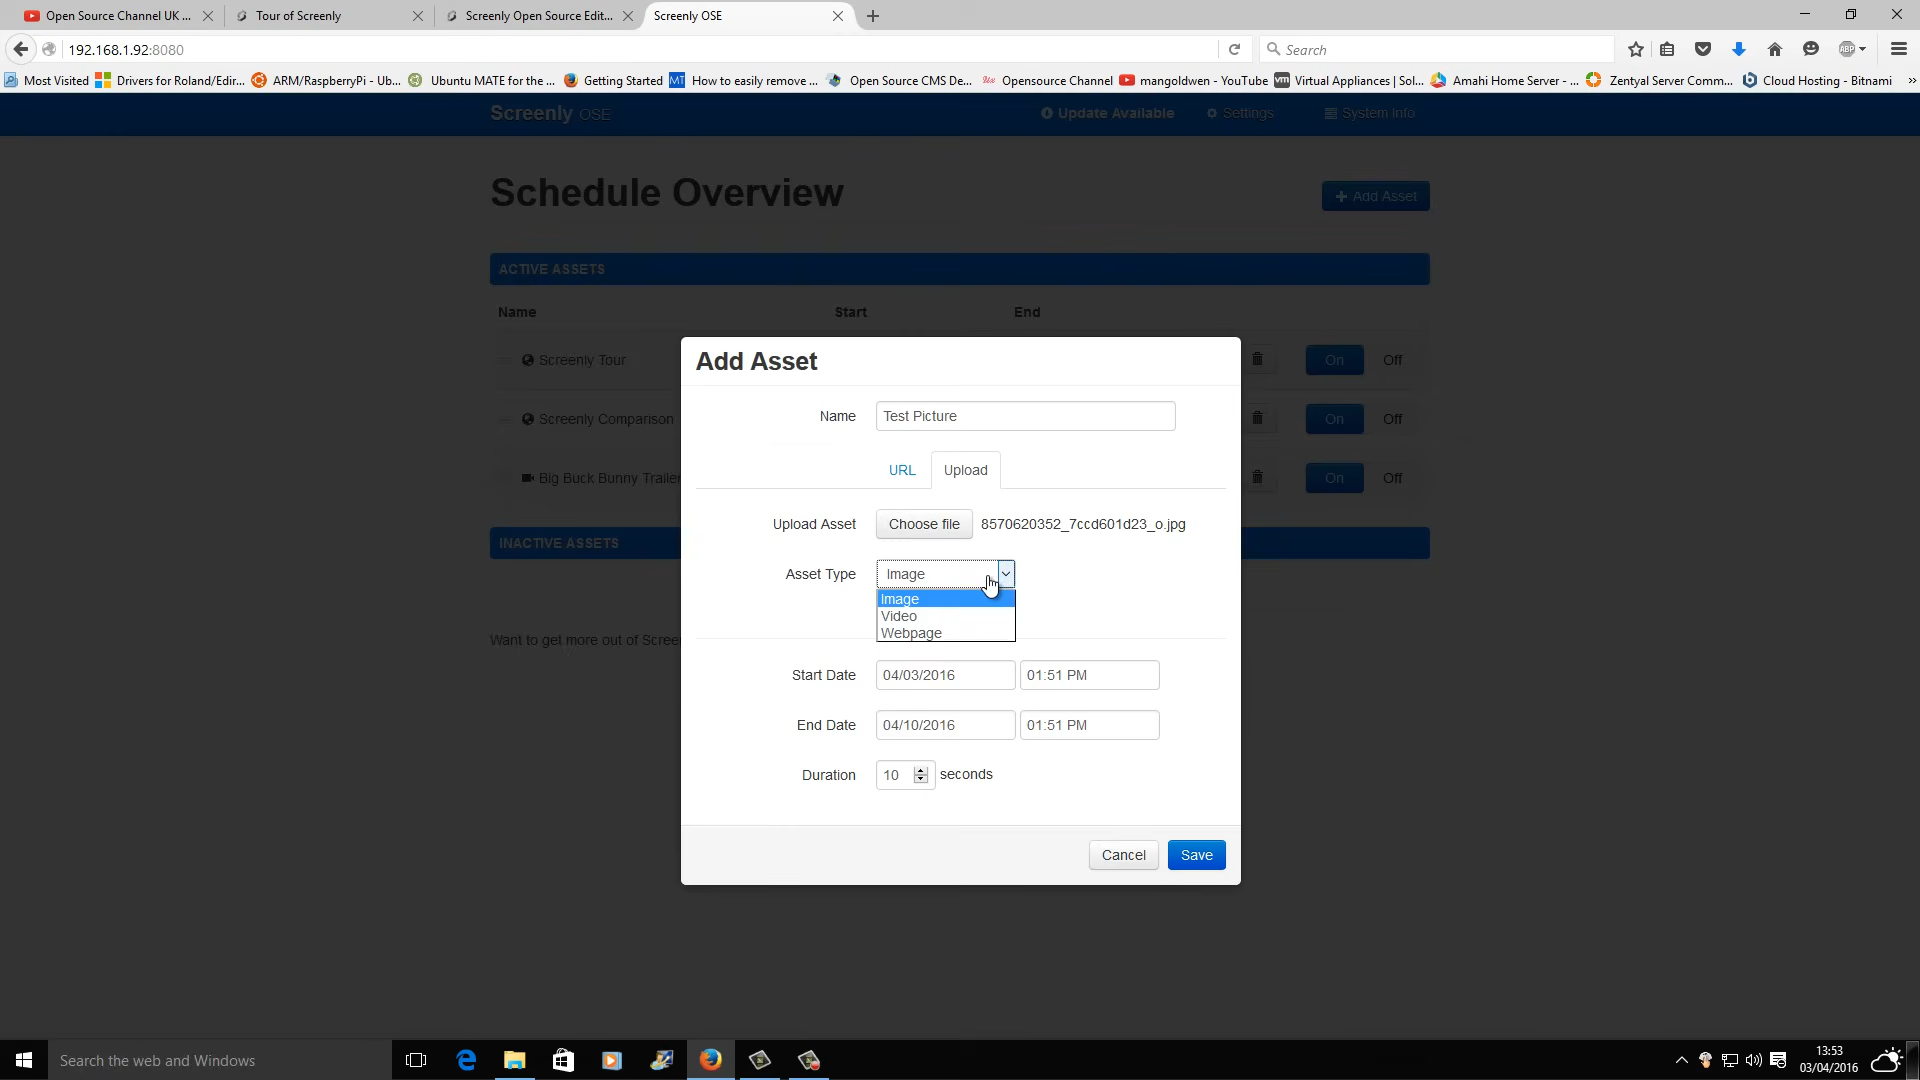 Open Source Channel UK ...
Tour of Screenly
Screenly Open Source Edit...
Screenly OSE
192.168.1.92:8080
Search
Most Visited
Drivers for Roland/Edir...
ARM/RaspberryPi - Ub...
Ubuntu MATE for the ...
Getting Started
MT
How to easily remove ...
Open Source CMS De...
Opensource Channel
mangoldwen - YouTube
vm
Virtual Appliances | Sol...
Amahi Home Server - ...
Zentyal Server Comm...
Cloud Hosting - Bitnami
ABP
Screenly OSE
Update Available
Settings
System Info
Schedule Overview
Add Asset
ACTIVE ASSETS
Name Start End
Screenly Tour
On Off
Screenly Comparison
On Off
Big Buck Bunny Trailer
On Off
INACTIVE ASSETS
Want to get more out of Scree
Add Asset
Name
Test Picture
URL
Upload
Upload Asset
Choose file
8570620352_7ccd601d23_o.jpg
Asset Type
Image
Image
Video
Webpage
Start Date
04/03/2016
01:51 PM
End Date
04/10/2016
01:51 PM
Duration
10
seconds
Cancel
Save
Search the web and Windows
13:53
03/04/2016